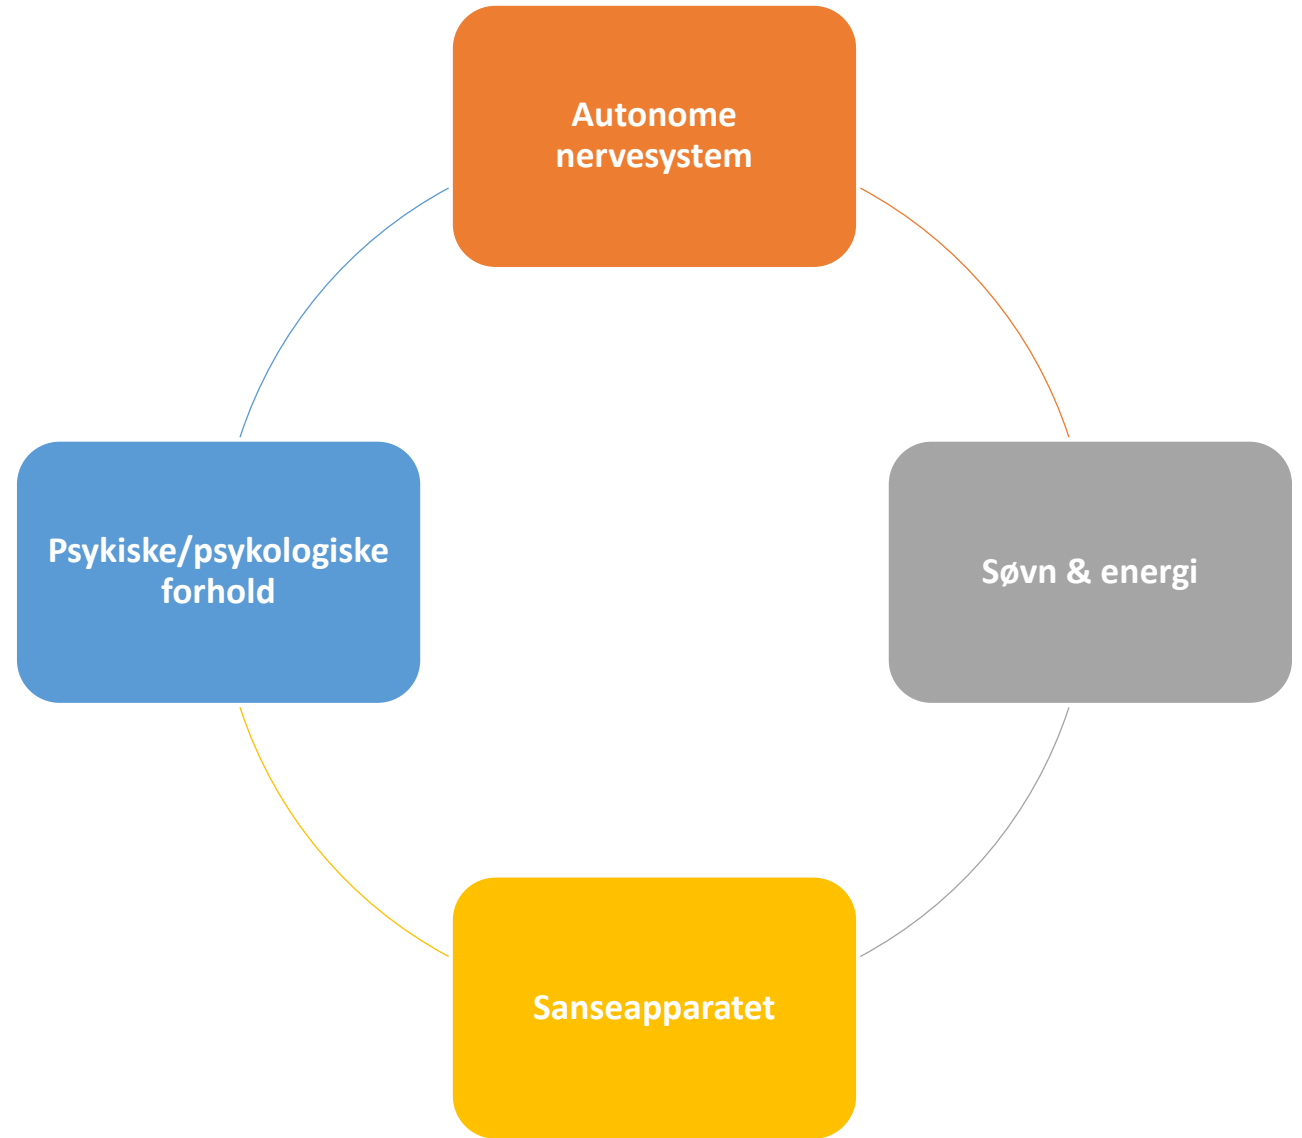 Autonome
nervesystem
Psykiske/psykologiske
forhold
Søvn & energi
Sanseapparatet